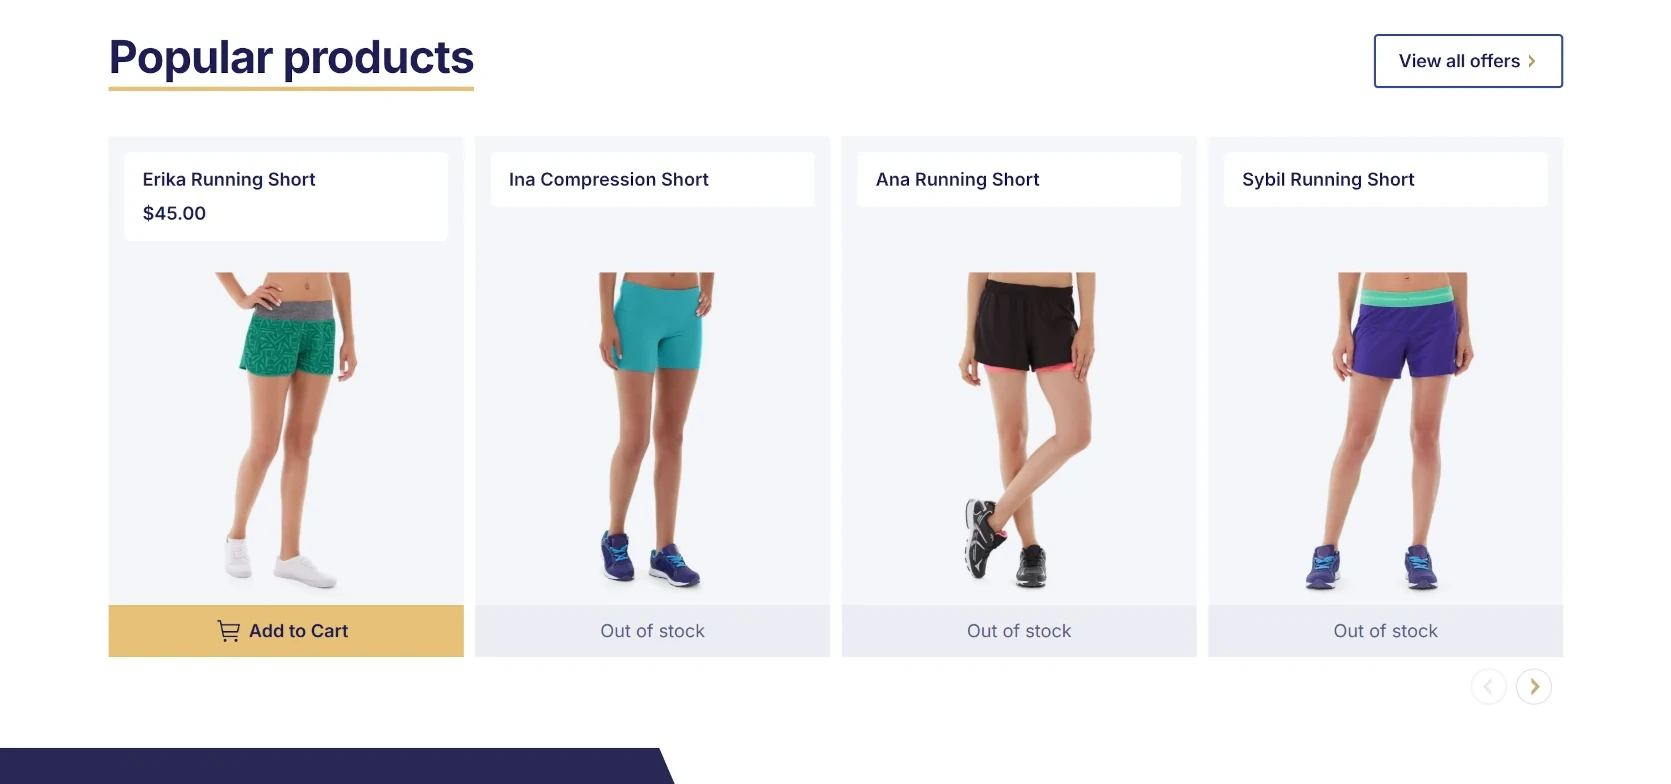 Popular products
View all offers
Erika Running Short
$45.00
Add to Cart
Ina Compression Short
Out of stock
Ana Running Short
Out of stock
Sybil Running Short
Out of stock